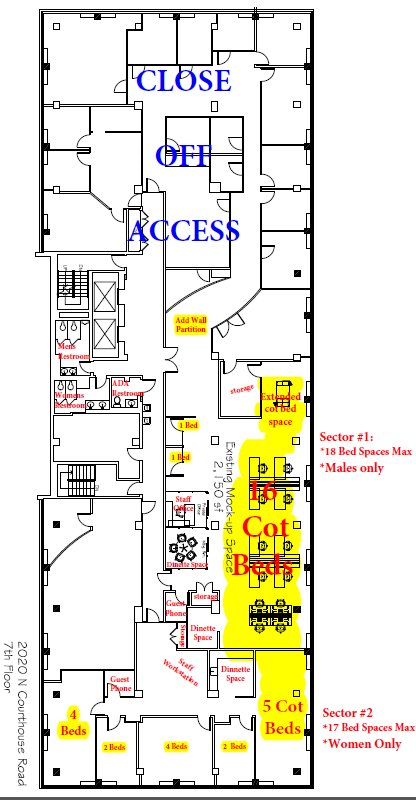 CLOSE
OFF
ACCESS
Add Wall
Partition
Mens
Restroom
ADA
Restroom
Womens
Restroom
storage
Extended
cot bed
space
Sector #1:
*18 Bed Spaces Max
*Males only
1 Bed
1 Bed
Existing Mock-up Space
2,150 sf
16
Cot
Beds
Staff
Office
Dinette Space
storage
Guest
Phone
Storage
Dinette
Space
Staff
Workstation
Guest
Phone
Dinnette
Space
4
Beds
2 Beds
4 Beds
2 Beds
5 Cot
Beds
Sector #2
*17 Bed Spaces Max
*Women Only
2020 N Courthouse Road
7th Floor